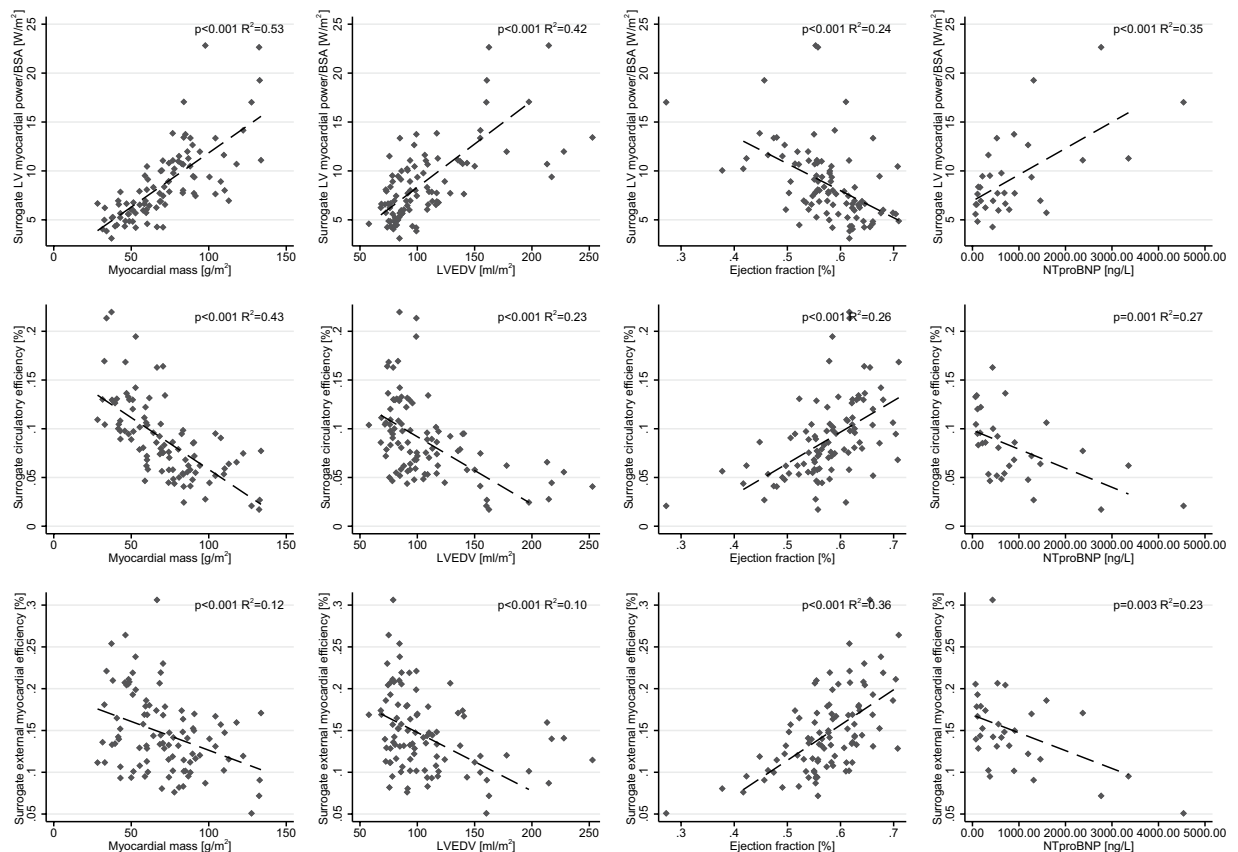 p<0.001 R²=0.53
Surrogate LV myocardial power/BSA [W/m²]
5 10 15 20 25
0 50 100 150
Myocardial mass [g/m²]
p<0.001 R²=0.42
Surrogate LV myocardial power/BSA [W/m²]
5 10 15 20 25
50 100 150 200 250
LVEDV [ml/m²]
p<0.001 R²=0.24
Surrogate LV myocardial power/BSA [W/m²]
5 10 15 20 25
.3 .4 .5 .6 .7
Ejection fraction [%]
p<0.001 R²=0.35
Surrogate LV myocardial power/BSA [W/m²]
5 10 15 20 25
0.00 1000.00 2000.00 3000.00 4000.00 5000.00
NTproBNP [ng/L]
p<0.001 R²=0.43
Surrogate circulatory efficiency [%]
0 .05 .1 .15 .2
0 50 100 150
Myocardial mass [g/m²]
p<0.001 R²=0.23
Surrogate circulatory efficiency [%]
0 .05 .1 .15 .2
50 100 150 200 250
LVEDV [ml/m²]
p<0.001 R²=0.26
Surrogate circulatory efficiency [%]
0 .05 .1 .15 .2
.3 .4 .5 .6 .7
Ejection fraction [%]
p=0.001 R²=0.27
Surrogate circulatory efficiency [%]
0 .05 .1 .15 .2
0.00 1000.00 2000.00 3000.00 4000.00 5000.00
NTproBNP [ng/L]
p<0.001 R²=0.12
Surrogate external myocardial efficiency [%]
.05 .1 .15 .2 .25 .3
0 50 100 150
Myocardial mass [g/m²]
p<0.001 R²=0.10
Surrogate external myocardial efficiency [%]
.05 .1 .15 .2 .25 .3
50 100 150 200 250
LVEDV [ml/m²]
p<0.001 R²=0.36
Surrogate external myocardial efficiency [%]
.05 .1 .15 .2 .25 .3
.3 .4 .5 .6 .7
Ejection fraction [%]
p=0.003 R²=0.23
Surrogate external myocardial efficiency [%]
.05 .1 .15 .2 .25 .3
0.00 1000.00 2000.00 3000.00 4000.00 5000.00
NTproBNP [ng/L]